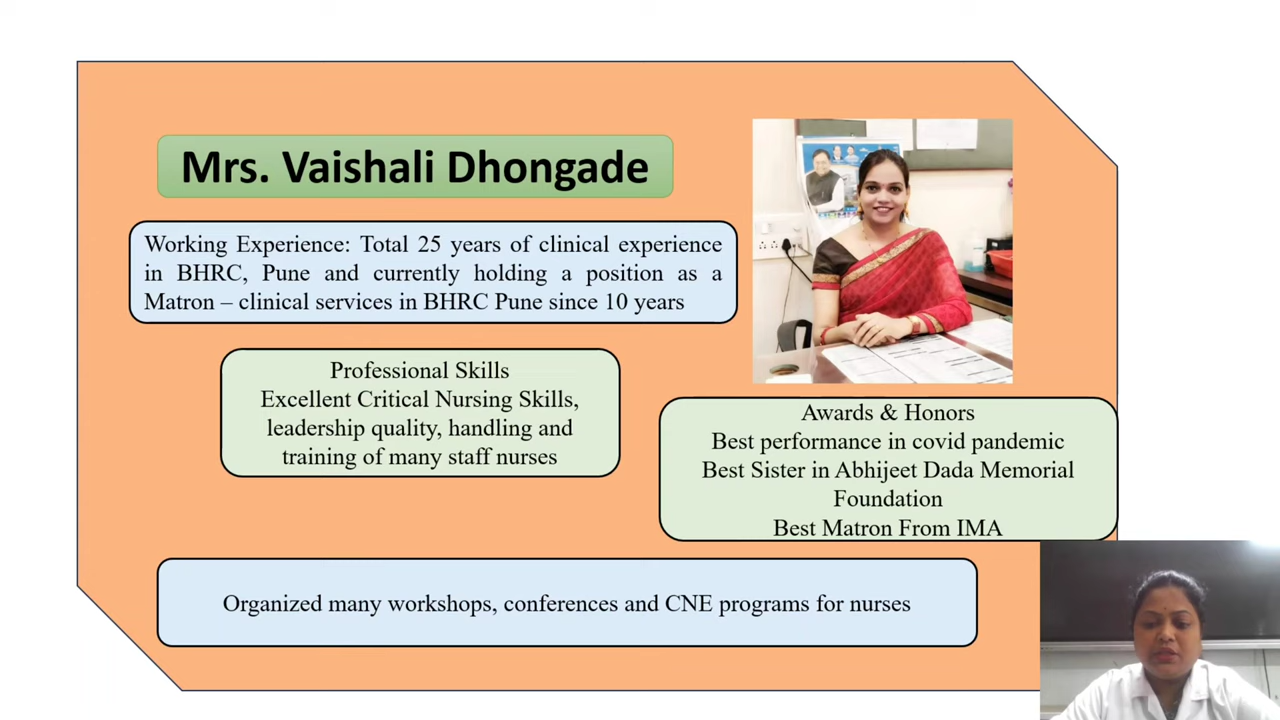 Mrs. Vaishali Dhongade
Working Experience: Total 25 years of clinical experience
in BHRC, Pune and currently holding a position as a
Matron – clinical services in BHRC Pune since 10 years
Professional Skills
Excellent Critical Nursing Skills,
leadership quality, handling and
training of many staff nurses
Awards & Honors
Best performance in covid pandemic
Best Sister in Abhijeet Dada Memorial
Foundation
Best Matron From IMA
Organized many workshops, conferences and CNE programs for nurses